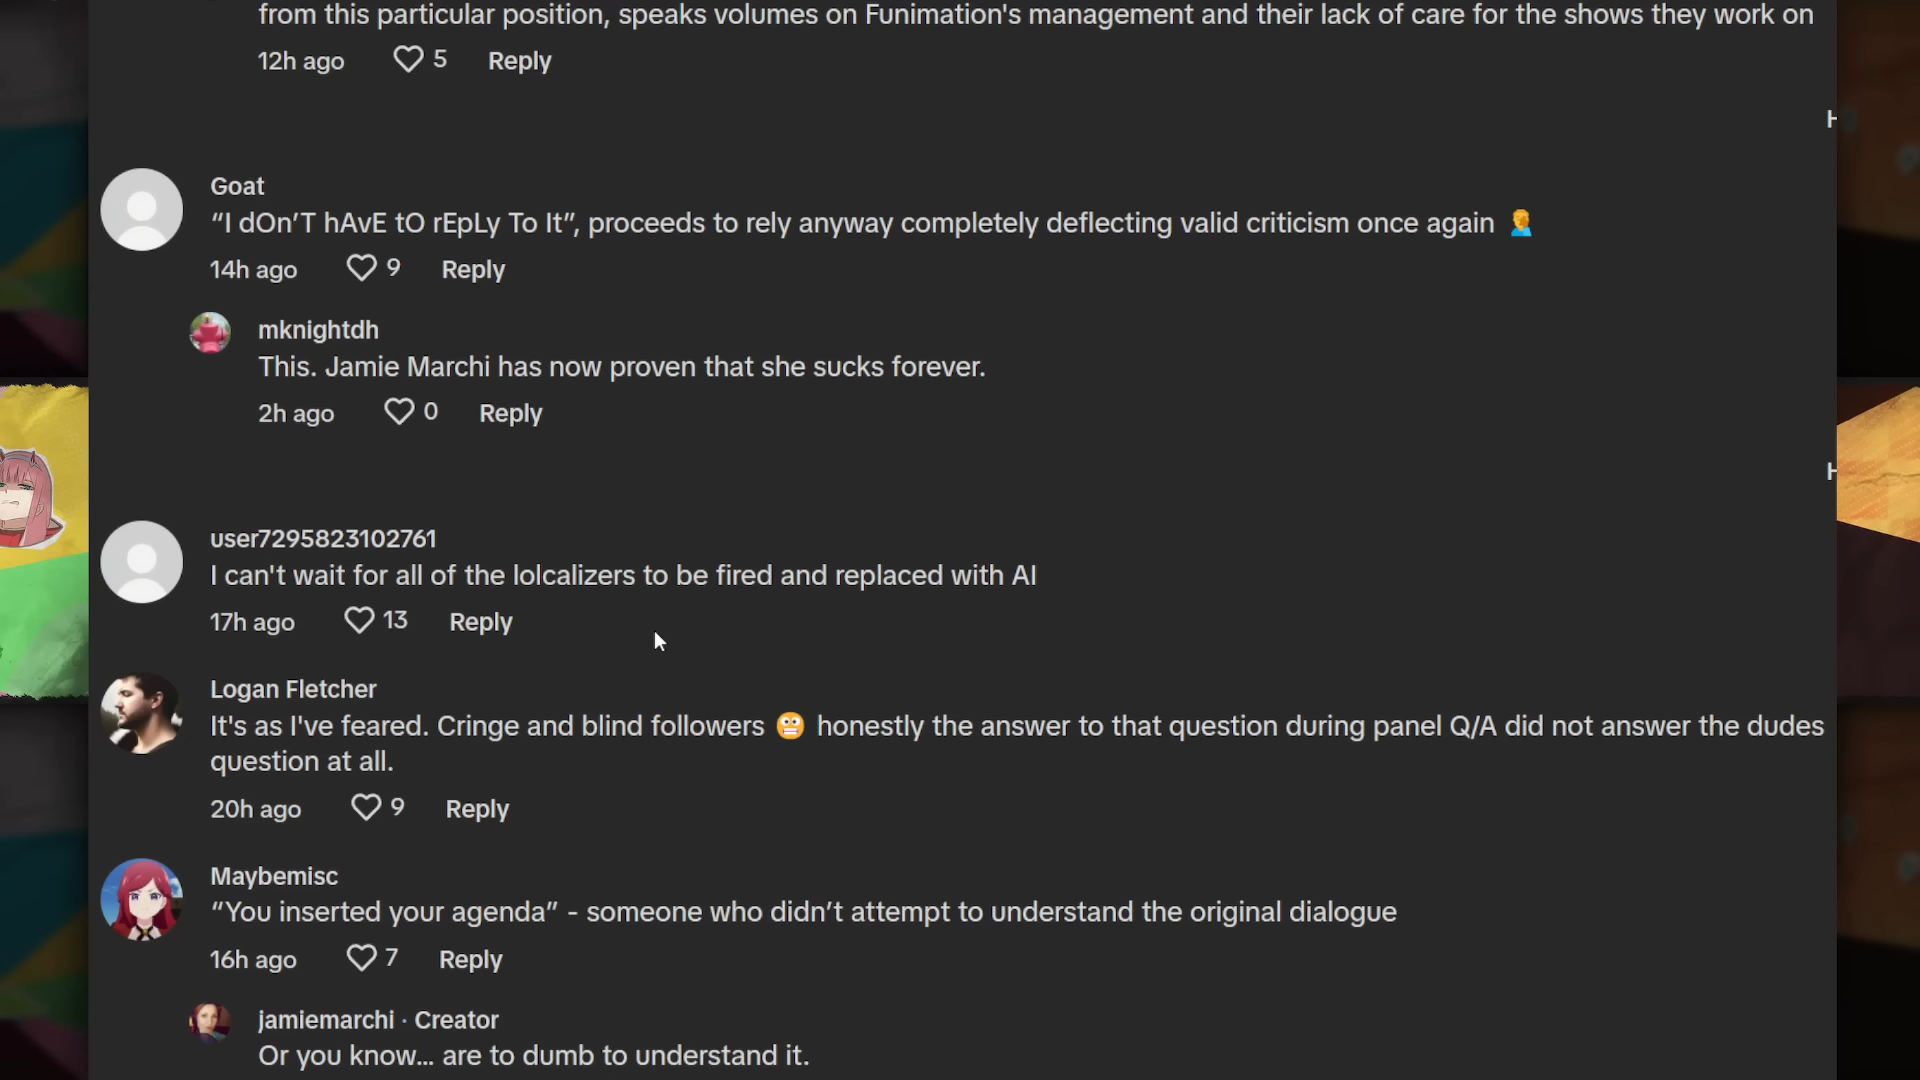 from this particular position, speaks volumes on Funimation's management and their lack of care for the shows they work on
12h ago 5 Reply
H
Goat
“I dOn’T hAvE tO rEpLy To It”, proceeds to rely anyway completely deflecting valid criticism once again 🤦
14h ago 9 Reply
mknightdh
This. Jamie Marchi has now proven that she sucks forever.
2h ago 0 Reply
H
user7295823102761
I can't wait for all of the lolcalizers to be fired and replaced with AI
17h ago 13 Reply
Logan Fletcher
It's as I've feared. Cringe and blind followers 😬 honestly the answer to that question during panel Q/A did not answer the dudes
question at all.
20h ago 9 Reply
Maybemisc
“You inserted your agenda” - someone who didn’t attempt to understand the original dialogue
16h ago 7 Reply
jamiemarchi · Creator
Or you know... are to dumb to understand it.